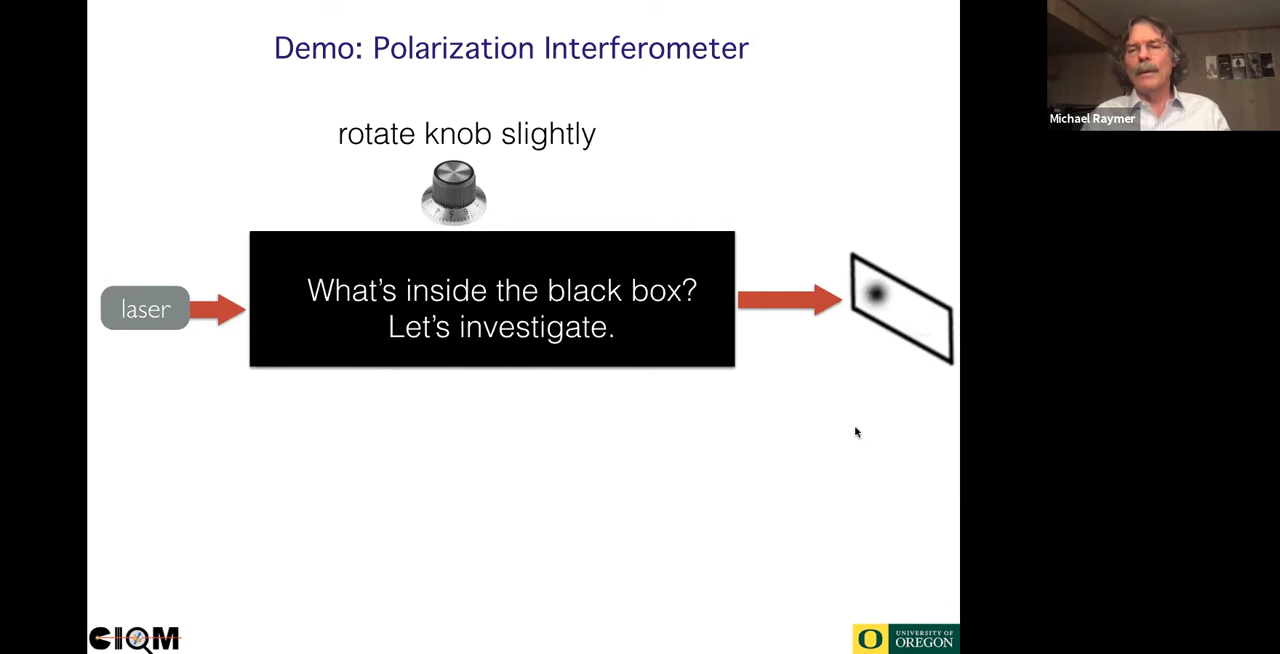 Demo: Polarization Interferometer
Michael Raymer
rotate knob slightly
What's inside the black box?
Let's investigate.
laser
CIQM
O
UNIVERSITY OF
OREGON